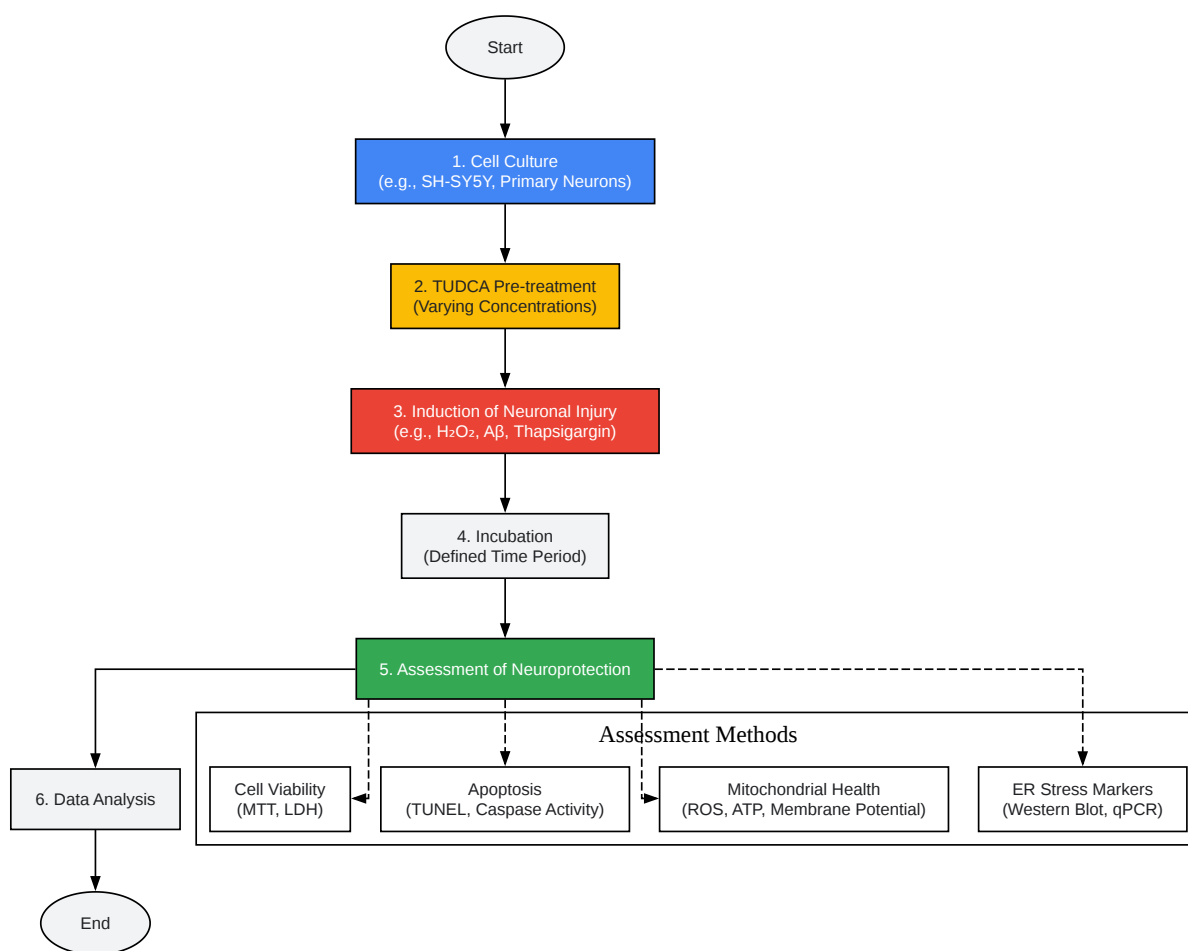 Start
1. Cell Culture
(e.g., SH-SY5Y, Primary Neurons)
2. TUDCA Pre-treatment
(Varying Concentrations)
3. Induction of Neuronal Injury
(e.g., H₂O₂, Aβ, Thapsigargin)
4. Incubation
(Defined Time Period)
5. Assessment of Neuroprotection
Assessment Methods
Cell Viability
(MTT, LDH)
Apoptosis
(TUNEL, Caspase Activity)
Mitochondrial Health
(ROS, ATP, Membrane Potential)
ER Stress Markers
(Western Blot, qPCR)
6. Data Analysis
End